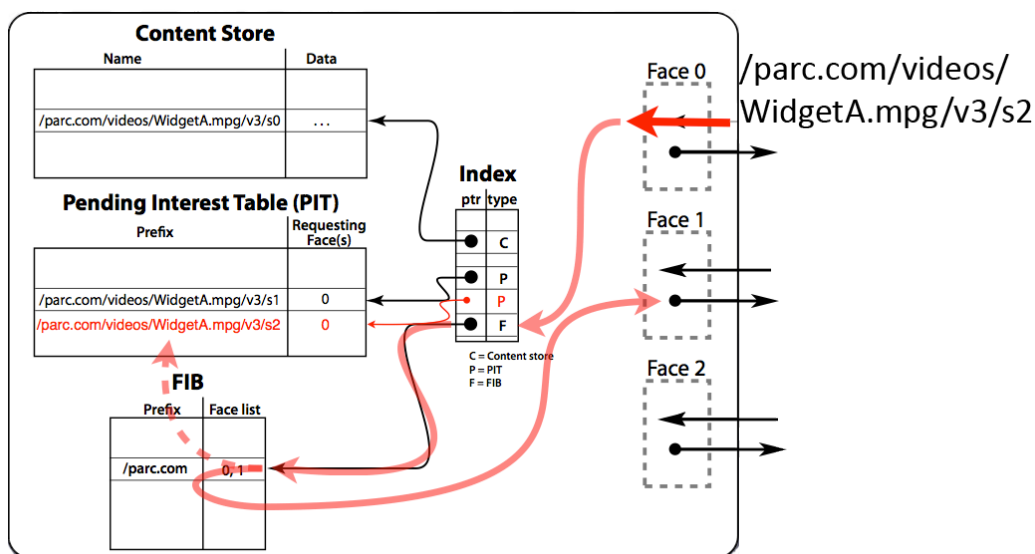 Content Store
Name Data
/parc.com/videos/WidgetA.mpg/v3/s0 ...
Pending Interest Table (PIT)
Prefix Requesting
Face(s)
/parc.com/videos/WidgetA.mpg/v3/s1 0
/parc.com/videos/WidgetA.mpg/v3/s2 0
FIB
Prefix Face list
/parc.com 0, 1
Index
ptr type
C
P
P
F
C = Content store
P = PIT
F = FIB
Face 0
/parc.com/videos/
WidgetA.mpg/v3/s2
Face 1
Face 2